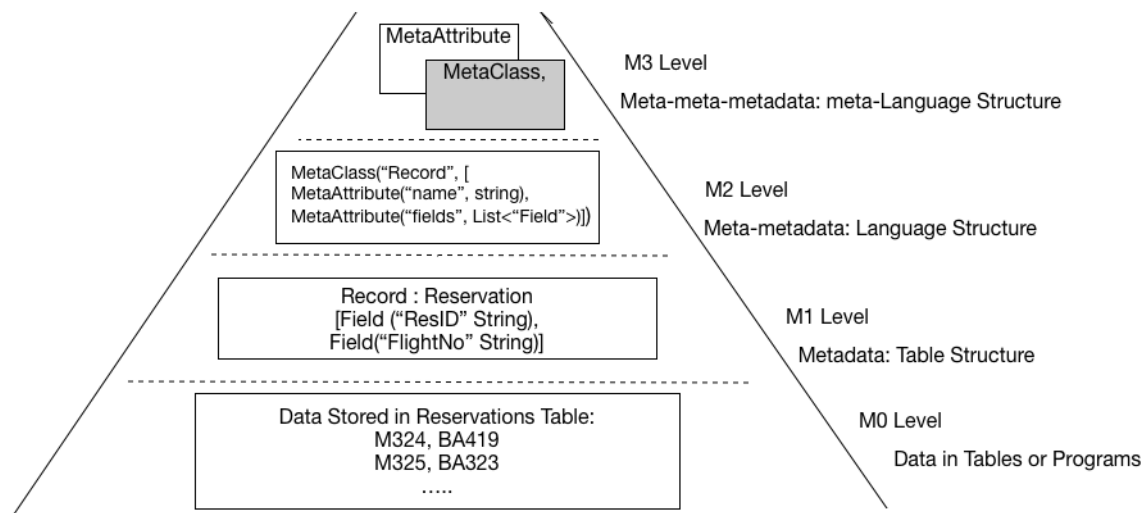 MetaAttribute
MetaClass,
M3 Level
Meta-meta-metadata: meta-Language Structure
MetaClass(“Record”, [
MetaAttribute(“name”, string),
MetaAttribute(“fields”, List<“Field”>)])
M2 Level
Meta-metadata: Language Structure
Record : Reservation
[Field (“ResID” String),
Field(“FlightNo” String)]
M1 Level
Metadata: Table Structure
Data Stored in Reservations Table:
M324, BA419
M325, BA323
…..
M0 Level
Data in Tables or Programs